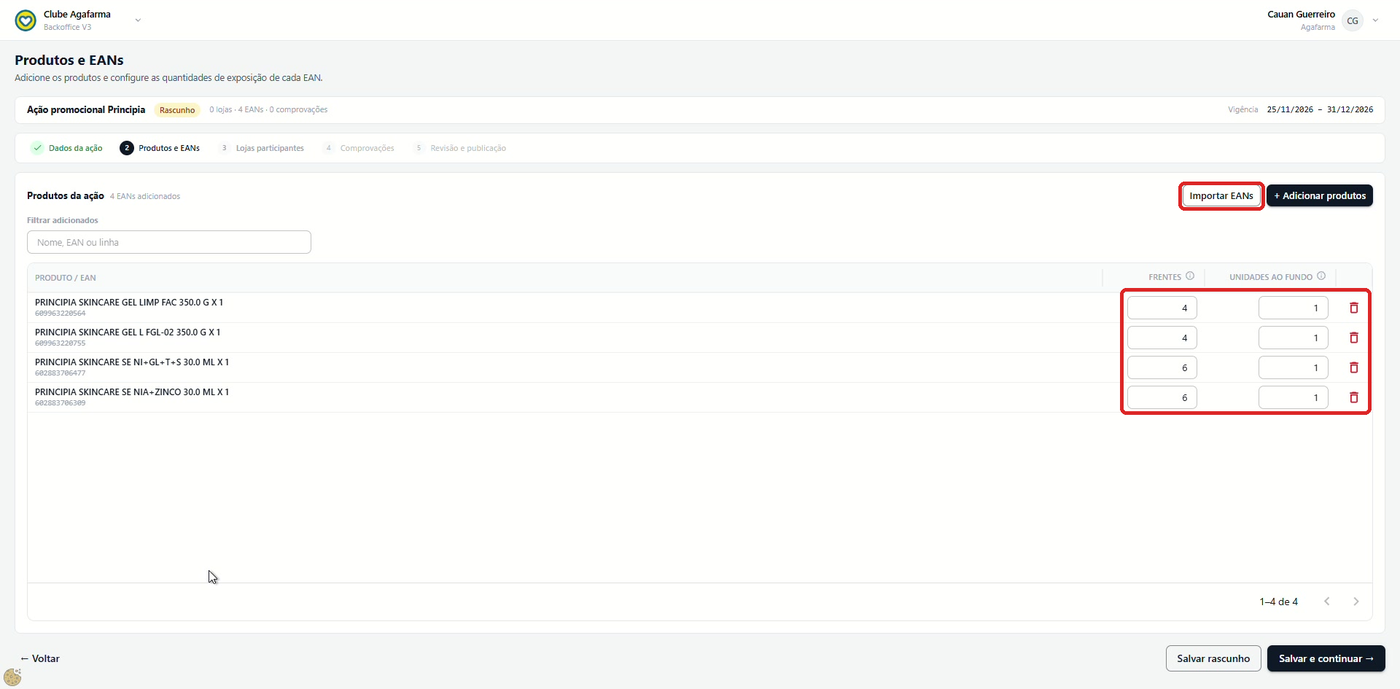 Clube Agafarma
Backoffice V3
Cauan Guerreiro
Agafarma
CG
Produtos e EANs
Adicione os produtos e configure as quantidades de exposição de cada EAN.
Ação promocional Principia Rascunho 0 lojas · 4 EANs · 0 comprovações
Vigência 25/11/2026 – 31/12/2026
Dados da ação 2 Produtos e EANs 3 Lojas participantes 4 Comprovações 5 Revisão e publicação
Produtos da ação 4 EANs adicionados
Importar EANs + Adicionar produtos
Filtrar adicionados
Nome, EAN ou linha
PRODUTO / EAN FRENTES UNIDADES AO FUNDO
PRINCIPIA SKINCARE GEL LIMP FAC 350.0 G X 1 4 1
609963220564
PRINCIPIA SKINCARE GEL L FGL-02 350.0 G X 1 4 1
609963220755
PRINCIPIA SKINCARE SE NI+GL+T+S 30.0 ML X 1 6 1
602883706477
PRINCIPIA SKINCARE SE NIA+ZINCO 30.0 ML X 1 6 1
602883706309
1–4 de 4
← Voltar
Salvar rascunho Salvar e continuar →